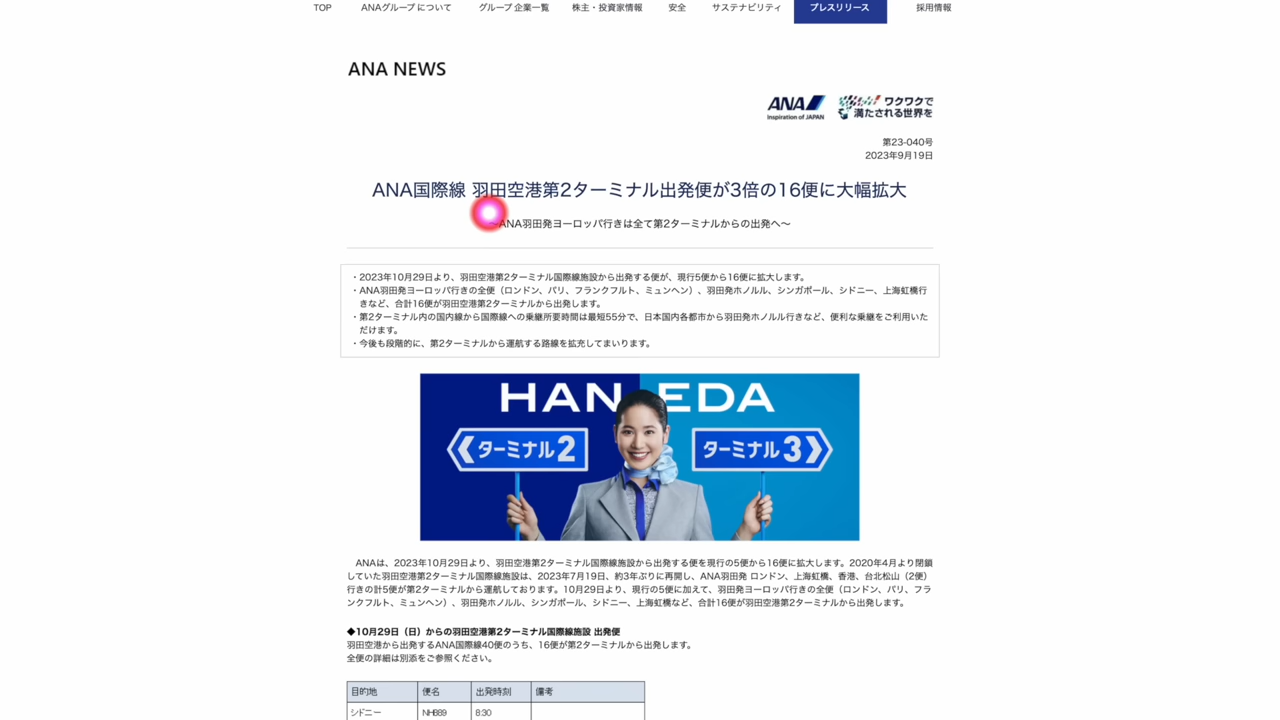 TOP ANAグループ について グループ 企業一覧 株主・投資家情報 安全 サステナビリティ プレスリリース 採用情報
ANA NEWS
ANA Inspiration of JAPAN ワクワクで満たされる世界を
第23-040号
2023年9月19日
ANA国際線 羽田空港第2ターミナル出発便が3倍の16便に大幅拡大
～ANA羽田発ヨーロッパ行きは全て第2ターミナルからの出発へ～
・2023年10月29日より、羽田空港第2ターミナル国際線施設から出発する便が、現行5便から16便に拡大します。
・ANA羽田発ヨーロッパ行きの全便（ロンドン、パリ、フランクフルト、ミュンヘン）、羽田発ホノルル、シンガポール、シドニー、上海虹橋行
きなど、合計16便が羽田空港第2ターミナルから出発します。
・第2ターミナル内の国内線から国際線への乗継所要時間は最短55分で、日本国内各都市から羽田発ホノルル行きなど、便利な乗継をご利用いた
だけます。
・今後も段階的に、第2ターミナルから運航する路線を拡充してまいります。
HANEDA
ターミナル2 ターミナル3
ANAは、2023年10月29日より、羽田空港第2ターミナル国際線施設から出発する便を現行の5便から16便に拡大します。2020年4月より閉鎖
していた羽田空港第2ターミナル国際線施設は、2023年7月19日、約3年ぶりに再開し、ANA羽田発 ロンドン、上海虹橋、香港、台北松山（2便）
行きの計5便が第2ターミナルから運航しております。10月29日より、現行の5便に加えて、羽田発ヨーロッパ行きの全便（ロンドン、パリ、フラ
ンクフルト、ミュンヘン）、羽田発ホノルル、シンガポール、シドニー、上海虹橋など、合計16便が羽田空港第2ターミナルから出発します。
◆10月29日（日）からの羽田空港第2ターミナル国際線施設 出発便
羽田空港から出発するANA国際線40便のうち、16便が第2ターミナルから出発します。
全便の詳細は別添をご参照ください。
目的地 便名 出発時刻 備考
シドニー NH889 8:30